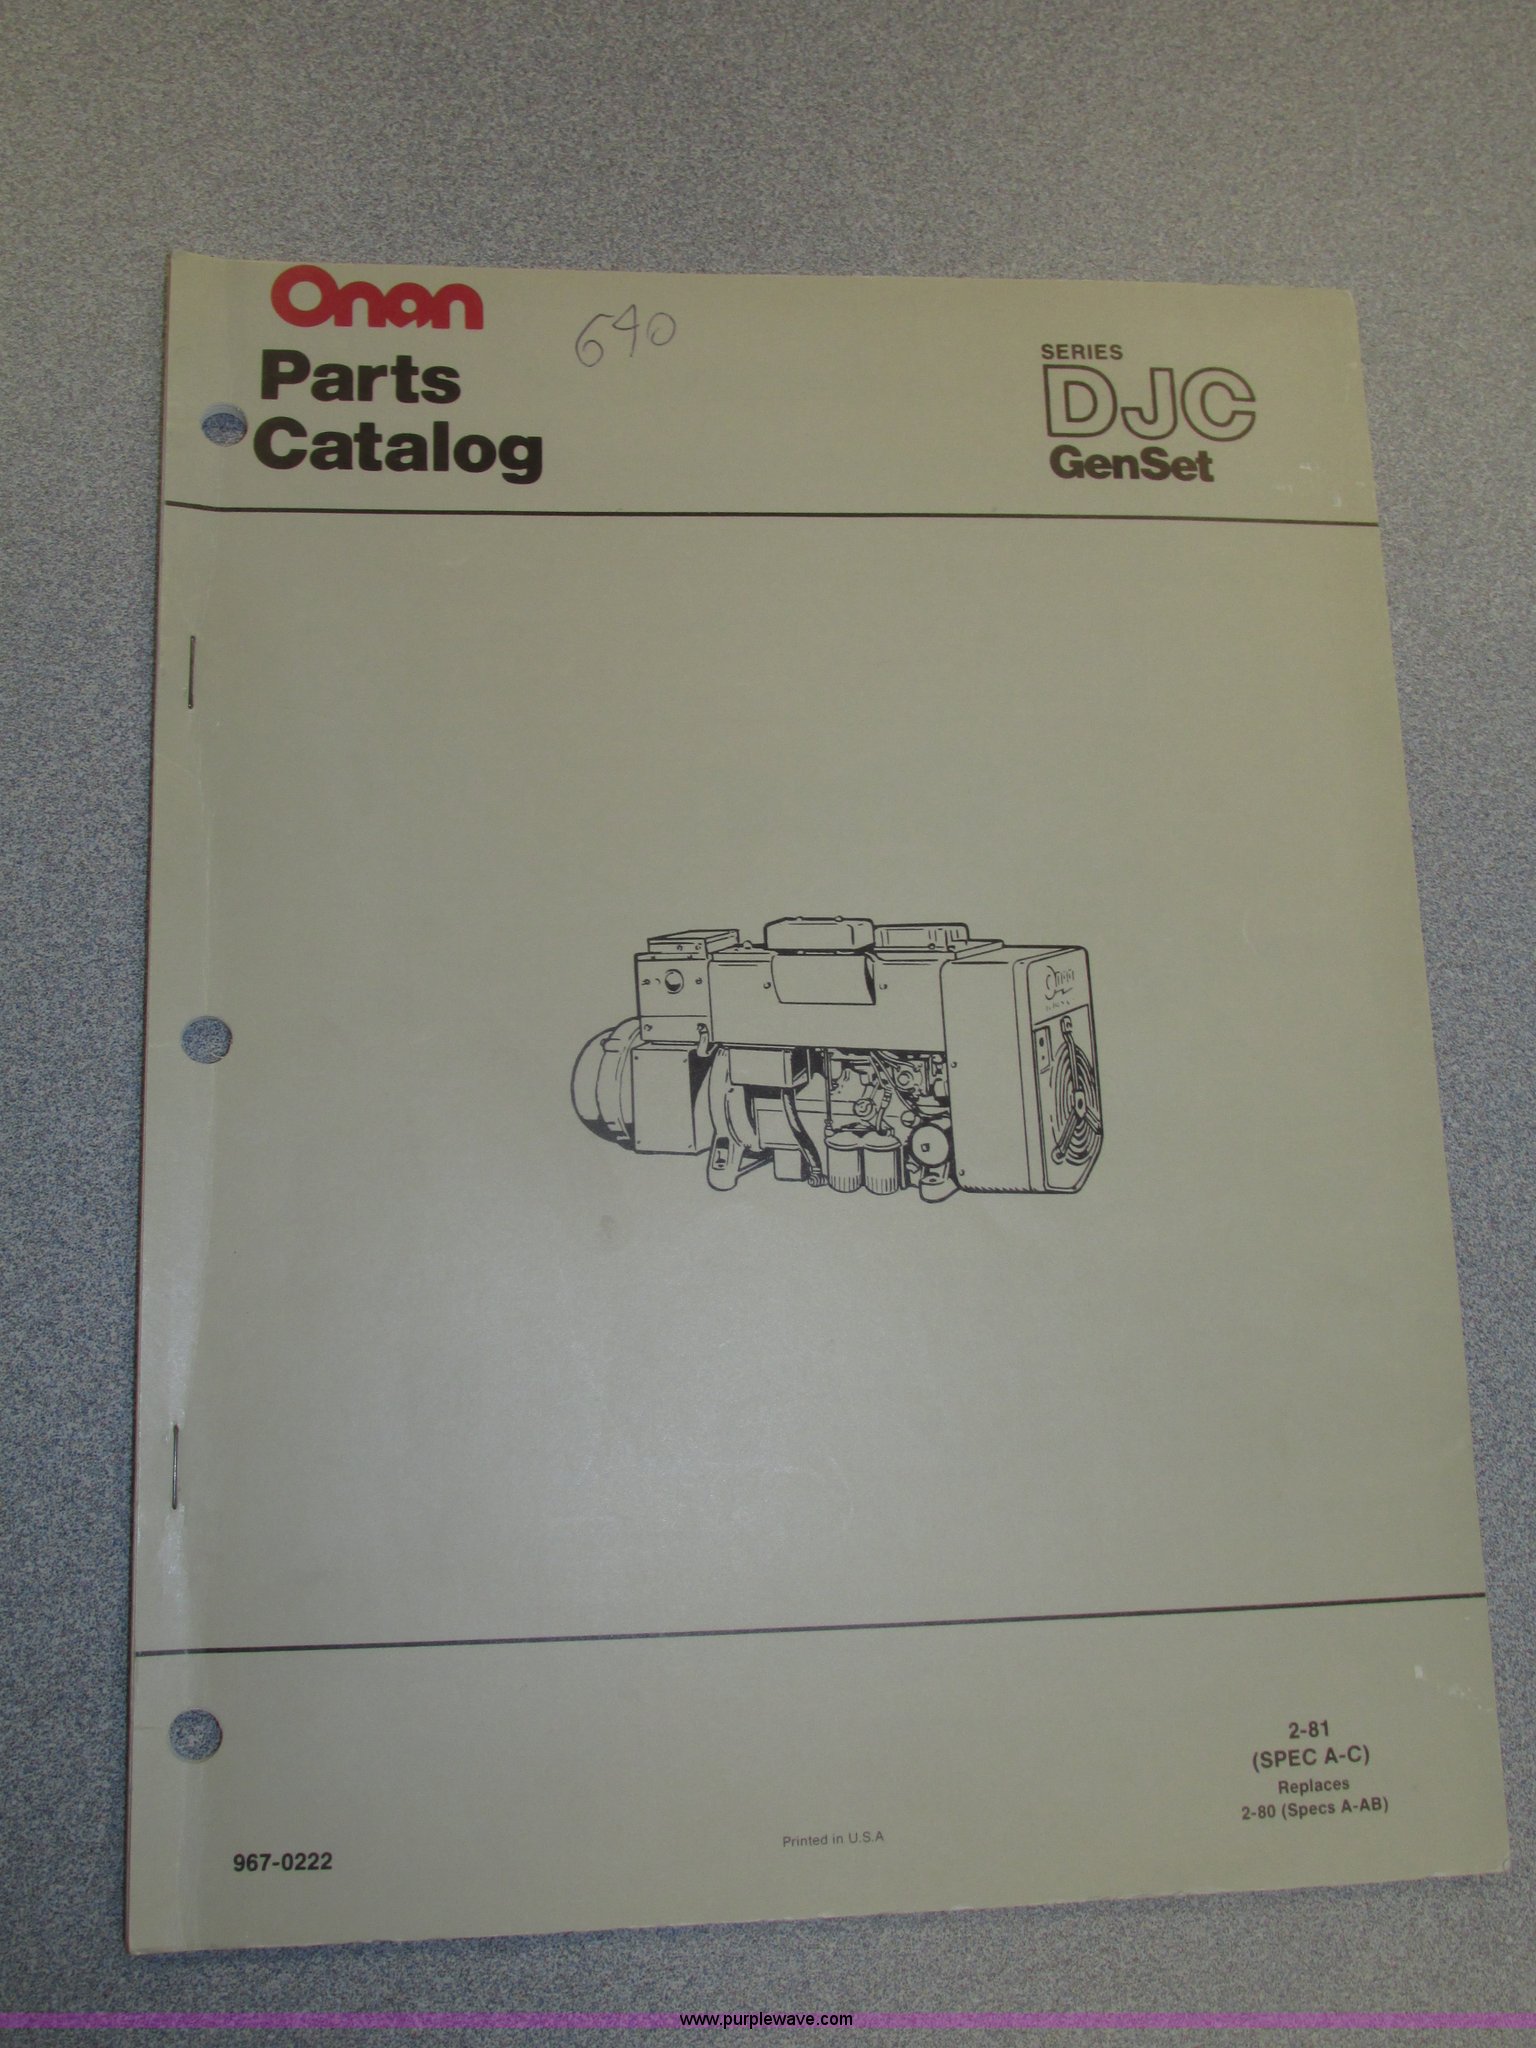 Onan
640
Parts
Catalog
SERIES
DJC
GenSet
Onan
2-81
(SPEC A-C)
Replaces
2-80 (Specs A-AB)
Printed in U.S.A
967-0222
www.purplewave.com